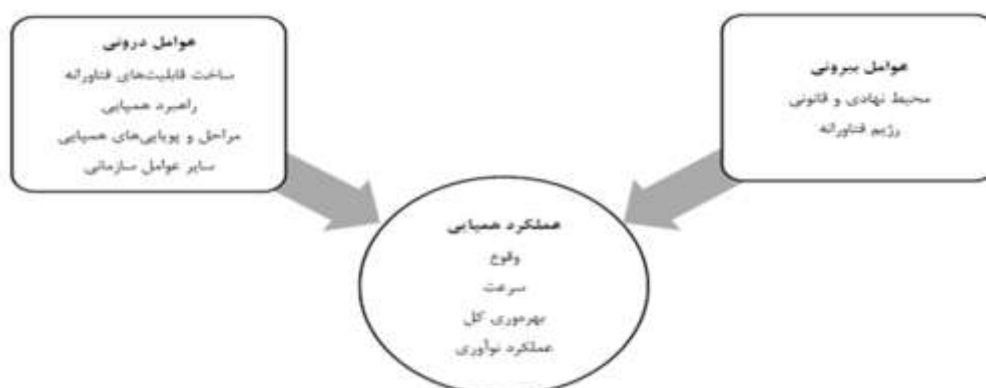 عوامل بیرونی
محیط نهادی و قانونی
رژیم فناورانه
عوامل درونی
ساخت قابلیت‌های فناورانه
راهبرد همپایی
مراحل و پویایی‌های همپایی
سایر عوامل سازمانی
عملکرد همپایی
وقوع
سرعت
بهره‌وری کل
عملکرد نوآوری